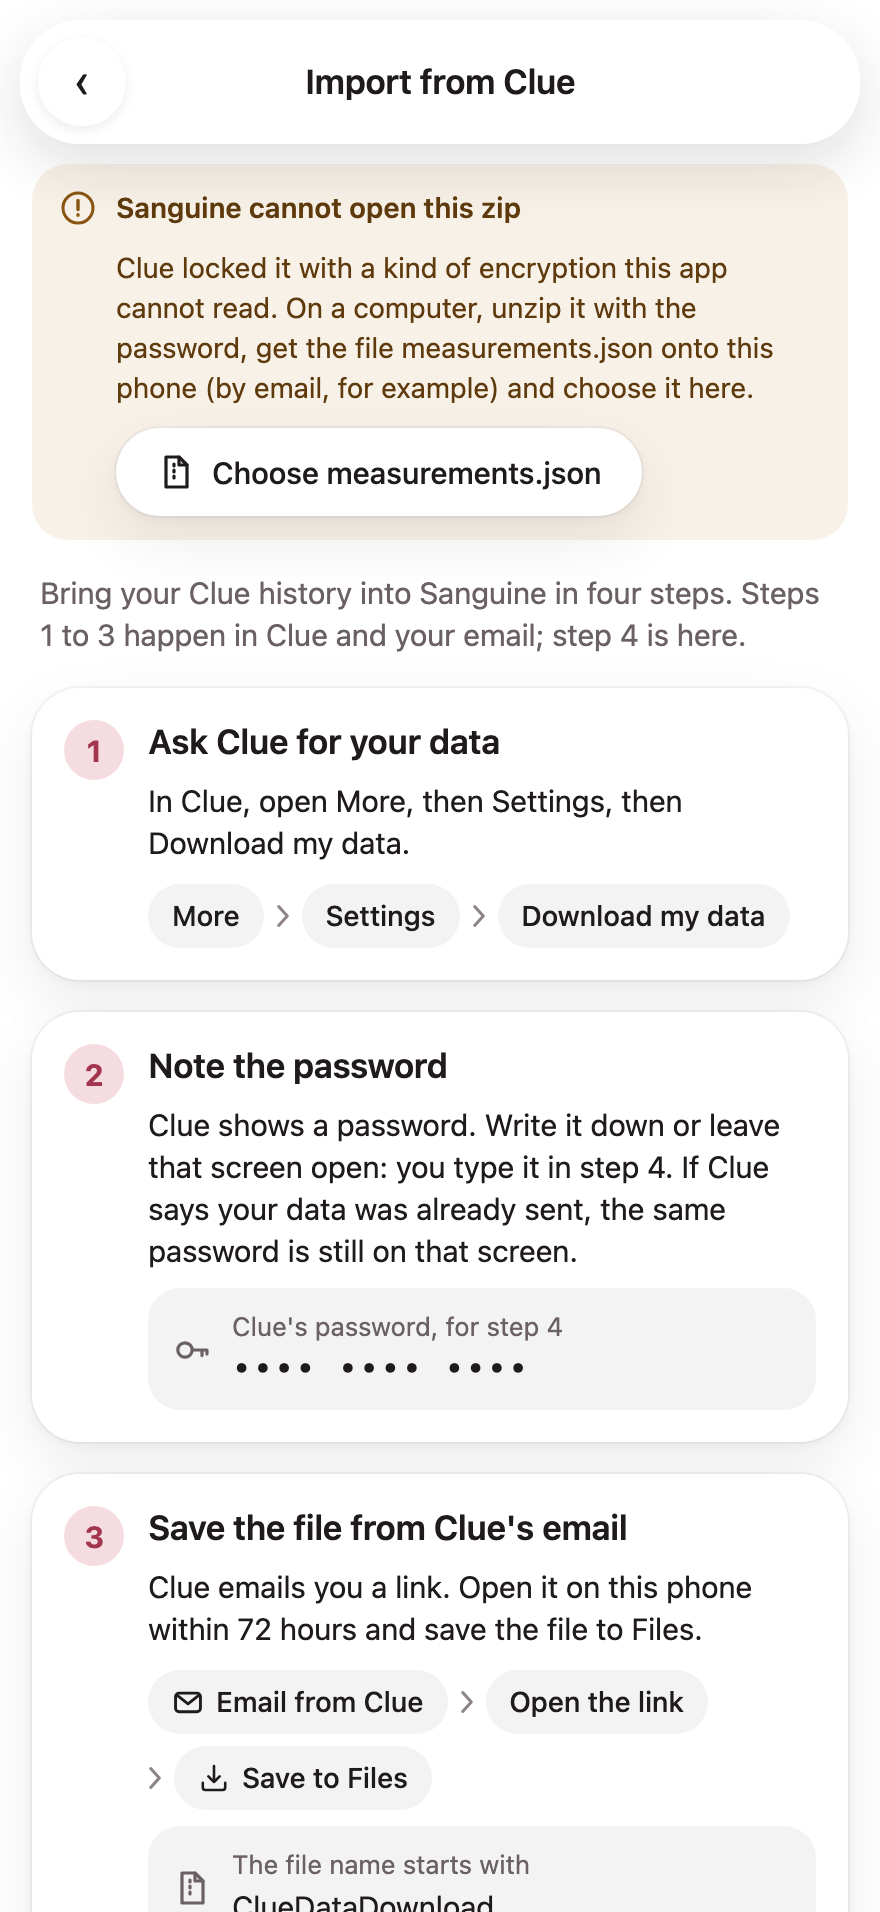 Import from Clue
Sanguine cannot open this zip
Clue locked it with a kind of encryption this app
cannot read. On a computer, unzip it with the
password, get the file measurements.json onto this
phone (by email, for example) and choose it here.
Choose measurements.json
Bring your Clue history into Sanguine in four steps. Steps
1 to 3 happen in Clue and your email; step 4 is here.
1
Ask Clue for your data
In Clue, open More, then Settings, then
Download my data.
More > Settings > Download my data
2
Note the password
Clue shows a password. Write it down or leave
that screen open: you type it in step 4. If Clue
says your data was already sent, the same
password is still on that screen.
Clue's password, for step 4
•••• •••• ••••
3
Save the file from Clue's email
Clue emails you a link. Open it on this phone
within 72 hours and save the file to Files.
Email from Clue > Open the link
> Save to Files
The file name starts with
ClueDataDownload